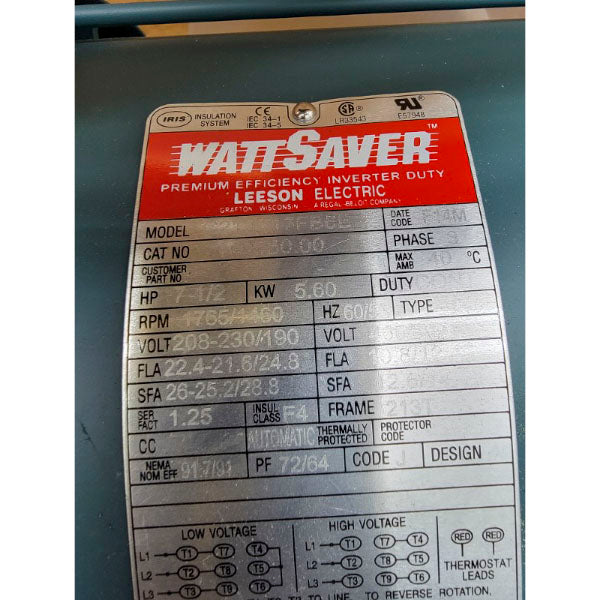 IRIS INSULATION SYSTEM CE IEC 34-1 IEC 34-5 LR33543 E57948
WATTSAVER™
PREMIUM EFFICIENCY INVERTER DUTY
LEESON ELECTRIC
GRAFTON WISCONSIN A REGAL-BELOIT COMPANY
MODEL DATE CODE
CAT NO PHASE 3
CUSTOMER PART NO MAX AMB 40 °C
HP 7-1/2 KW 5.60 DUTY
RPM 1765/1460 HZ TYPE
VOLT 208-230/190 VOLT
FLA 22.4-21.6/24.8 FLA
SFA 26-25.2/28.8 SFA
SER FACT 1.25 INSUL CLASS F4 FRAME
CC AUTOMATIC THERMALLY PROTECTED PROTECTOR CODE
NEMA NOM EFF 91.7/91 PF 72/64 CODE J DESIGN
LOW VOLTAGE HIGH VOLTAGE
L1 T1 T7 T4 L1 T1 T7 T4 RED RED
L2 T2 T8 T5 L2 T2 T8 T5 THERMOSTAT
L3 T3 T9 T6 L3 T3 T9 T6 LEADS
TO LINE. TO REVERSE ROTATION,